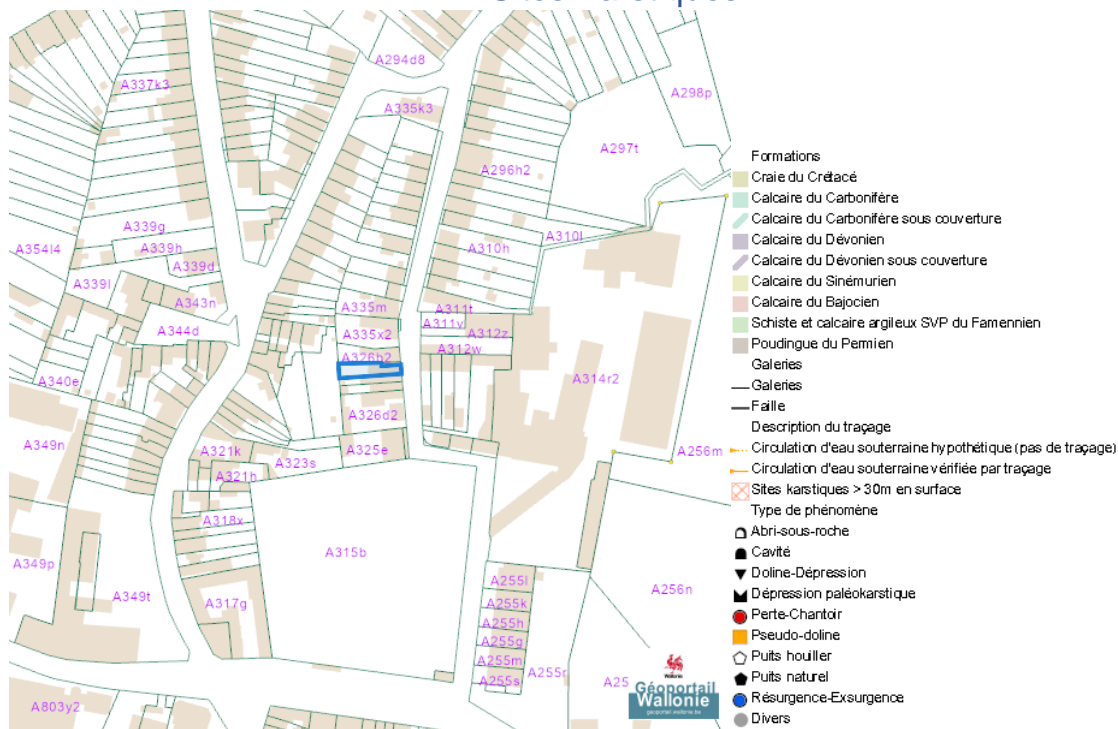 A294d8
A337k3
A298p
A335k3
A297t
A296h2
A339g
A310l
A354l4
A339h
A310h
A339d
A339l
A343n
A335m
A311t
A344d
A335x2
A311v
A312z
A326h2
A312w
A340e
A314r2
A326d2
A349n
A321k
A325e
A256m
A323s
A321h
A318x
A315b
A349p
A255l
A349t
A317g
A255k
A256n
A255h
A255g
A255m
A255r
A255s
A25
A803y2
Wallonie
Géoportail
Wallonie
geoportail.wallonie.be
Formations
Craie du Crétacé
Calcaire du Carbonifère
Calcaire du Carbonifère sous couverture
Calcaire du Dévonien
Calcaire du Dévonien sous couverture
Calcaire du Sinémurien
Calcaire du Bajocien
Schiste et calcaire argileux SVP du Famennien
Poudingue du Permien
Galeries
Galeries
Faille
Description du traçage
Circulation d'eau souterraine hypothétique (pas de traçage)
Circulation d'eau souterraine vérifiée par traçage
Sites karstiques > 30m en surface
Type de phénomène
Abri-sous-roche
Cavité
Doline-Dépression
Dépression paléokarstique
Perte-Chantoir
Pseudo-doline
Puits houiller
Puits naturel
Résurgence-Exsurgence
Divers